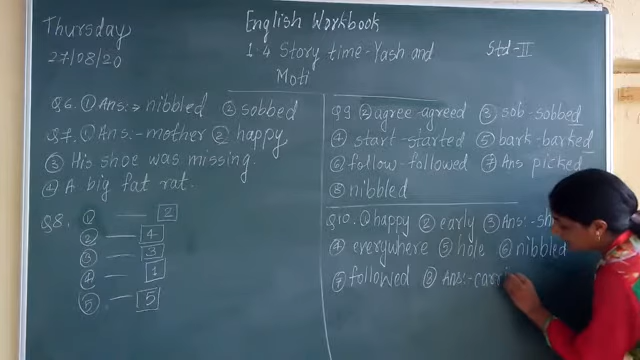 Thursday
27/08/20
English Workbook
1.4 Story time - Yash and
Moti
Std-II
Q6. ① Ans:→ nibbled ② sobbed
Q7. ① Ans.- mother ② happy
③ His shoe was missing.
④ A big fat rat.
Q8. ① — 2
② — 4
③ — 3
④ — 1
⑤ — 5
Q9 ② agree-agreed ③ sob-sobbed
④ start-started ⑤ bark-barked
⑥ follow-followed ⑦ Ans picked
⑧ nibbled
Q10. ① happy ② early ③ Ans:-
④ everywhere ⑤ hole ⑥ nibbled
⑦ followed ⑧ Ans:-